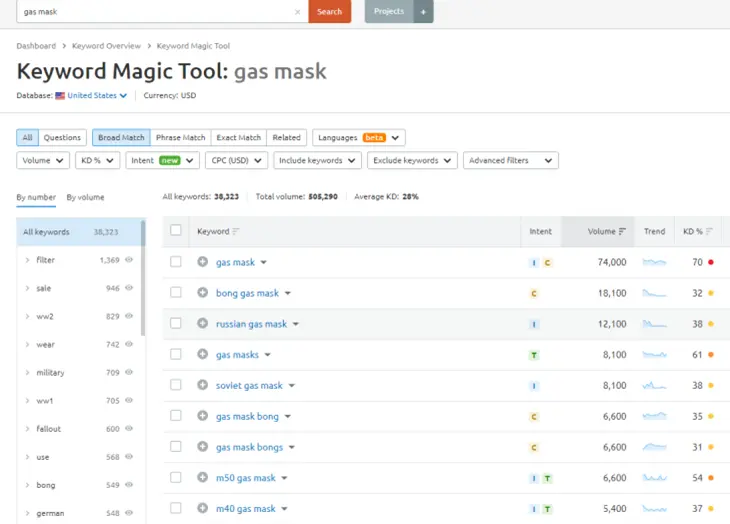 gas mask × Search Projects +
Dashboard > Keyword Overview > Keyword Magic Tool
Keyword Magic Tool: gas mask
Database: United States Currency: USD
All Questions Broad Match Phrase Match Exact Match Related Languages beta
Volume KD % Intent new CPC (USD) Include keywords Exclude keywords Advanced filters
By number By volume All keywords: 38,323 Total volume: 505,290 Average KD: 28%
All keywords 38,323
filter 1,369
sale 946
ww2 829
wear 742
military 709
ww1 705
fallout 600
use 568
bong 549
german 548
Keyword Intent Volume Trend KD %
gas mask I C 74,000 70
bong gas mask C 18,100 32
russian gas mask I 12,100 38
gas masks T 8,100 61
soviet gas mask I 8,100 38
gas mask bong C 6,600 35
gas mask bongs C 6,600 31
m50 gas mask I T 6,600 54
m40 gas mask I T 5,400 37